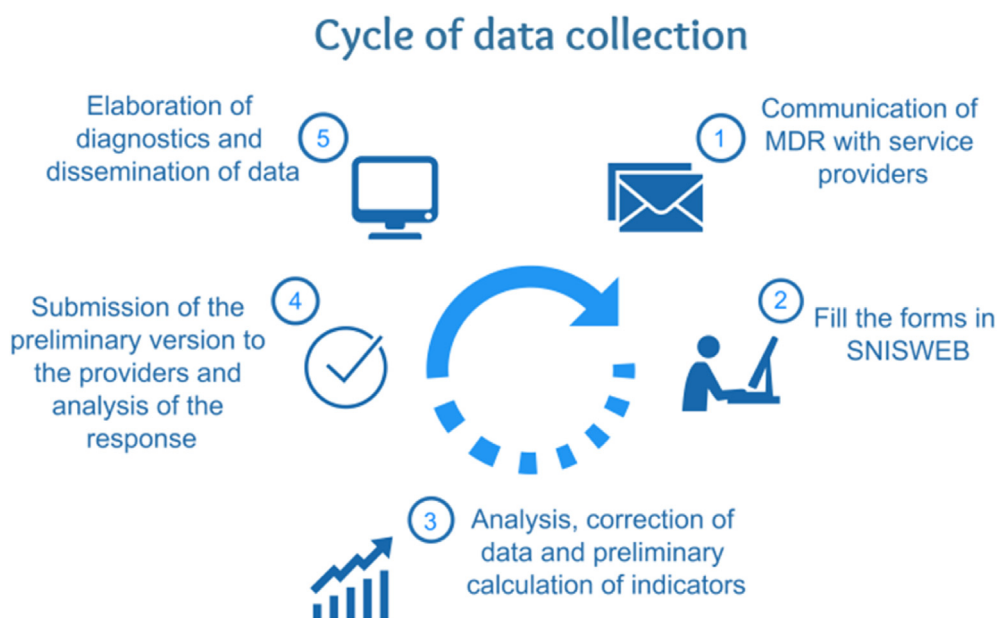 Cycle of data collection
1
Communication of
MDR with service
providers
2
Fill the forms in
SNISWEB
3
Analysis, correction of
data and preliminary
calculation of indicators
4
Submission of the
preliminary version to
the providers and
analysis of the
response
5
Elaboration of
diagnostics and
dissemination of data